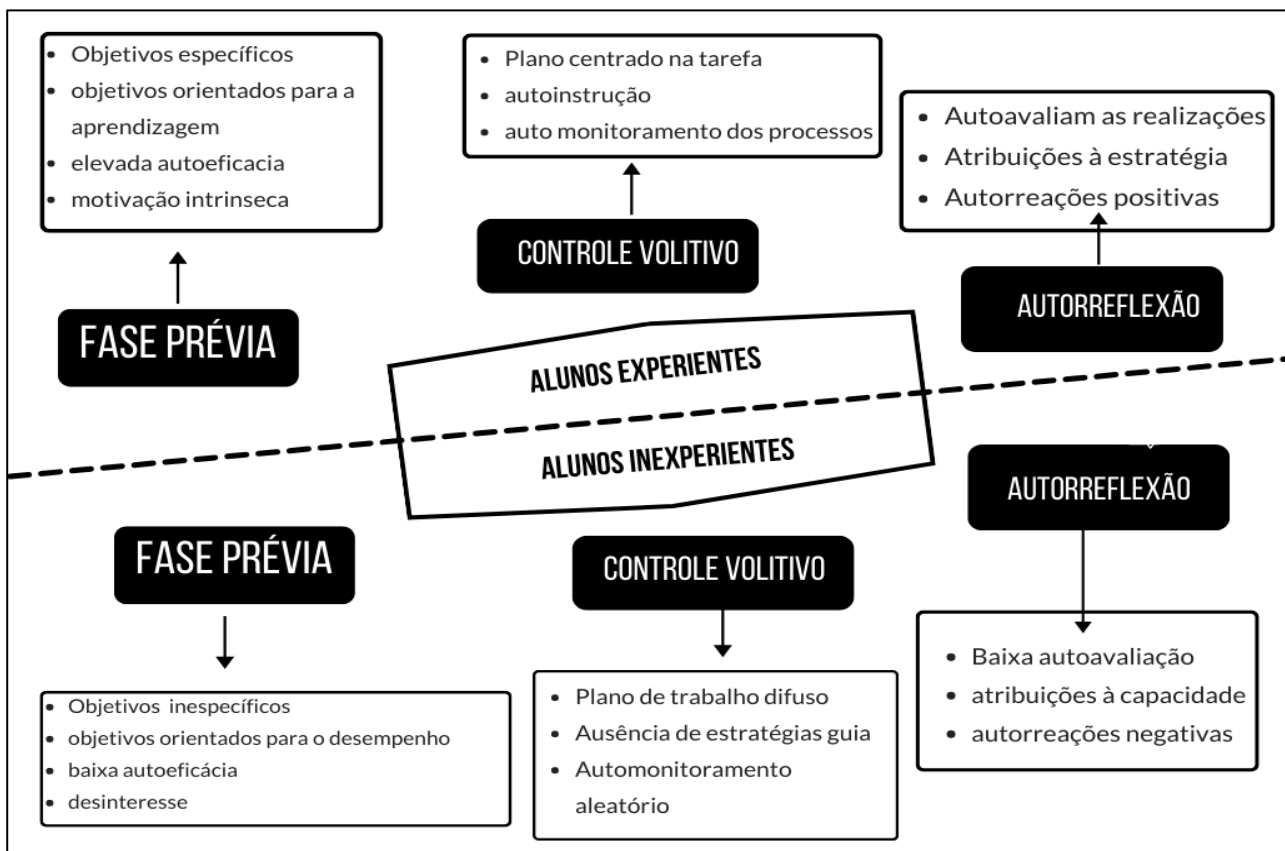 Objetivos específicos
objetivos orientados para a
aprendizagem
elevada autoeficacia
motivação intrinseca
FASE PRÉVIA
Plano centrado na tarefa
autoinstrução
auto monitoramento dos processos
CONTROLE VOLITIVO
Autoavaliam as realizações
Atribuições à estratégia
Autorreações positivas
AUTORREFLEXÃO
ALUNOS EXPERIENTES
ALUNOS INEXPERIENTES
FASE PRÉVIA
Objetivos inespecíficos
objetivos orientados para o desempenho
baixa autoeficácia
desinteresse
CONTROLE VOLITIVO
Plano de trabalho difuso
Ausência de estratégias guia
Automonitoramento
aleatório
AUTORREFLEXÃO
Baixa autoavaliação
atribuições à capacidade
autorreações negativas